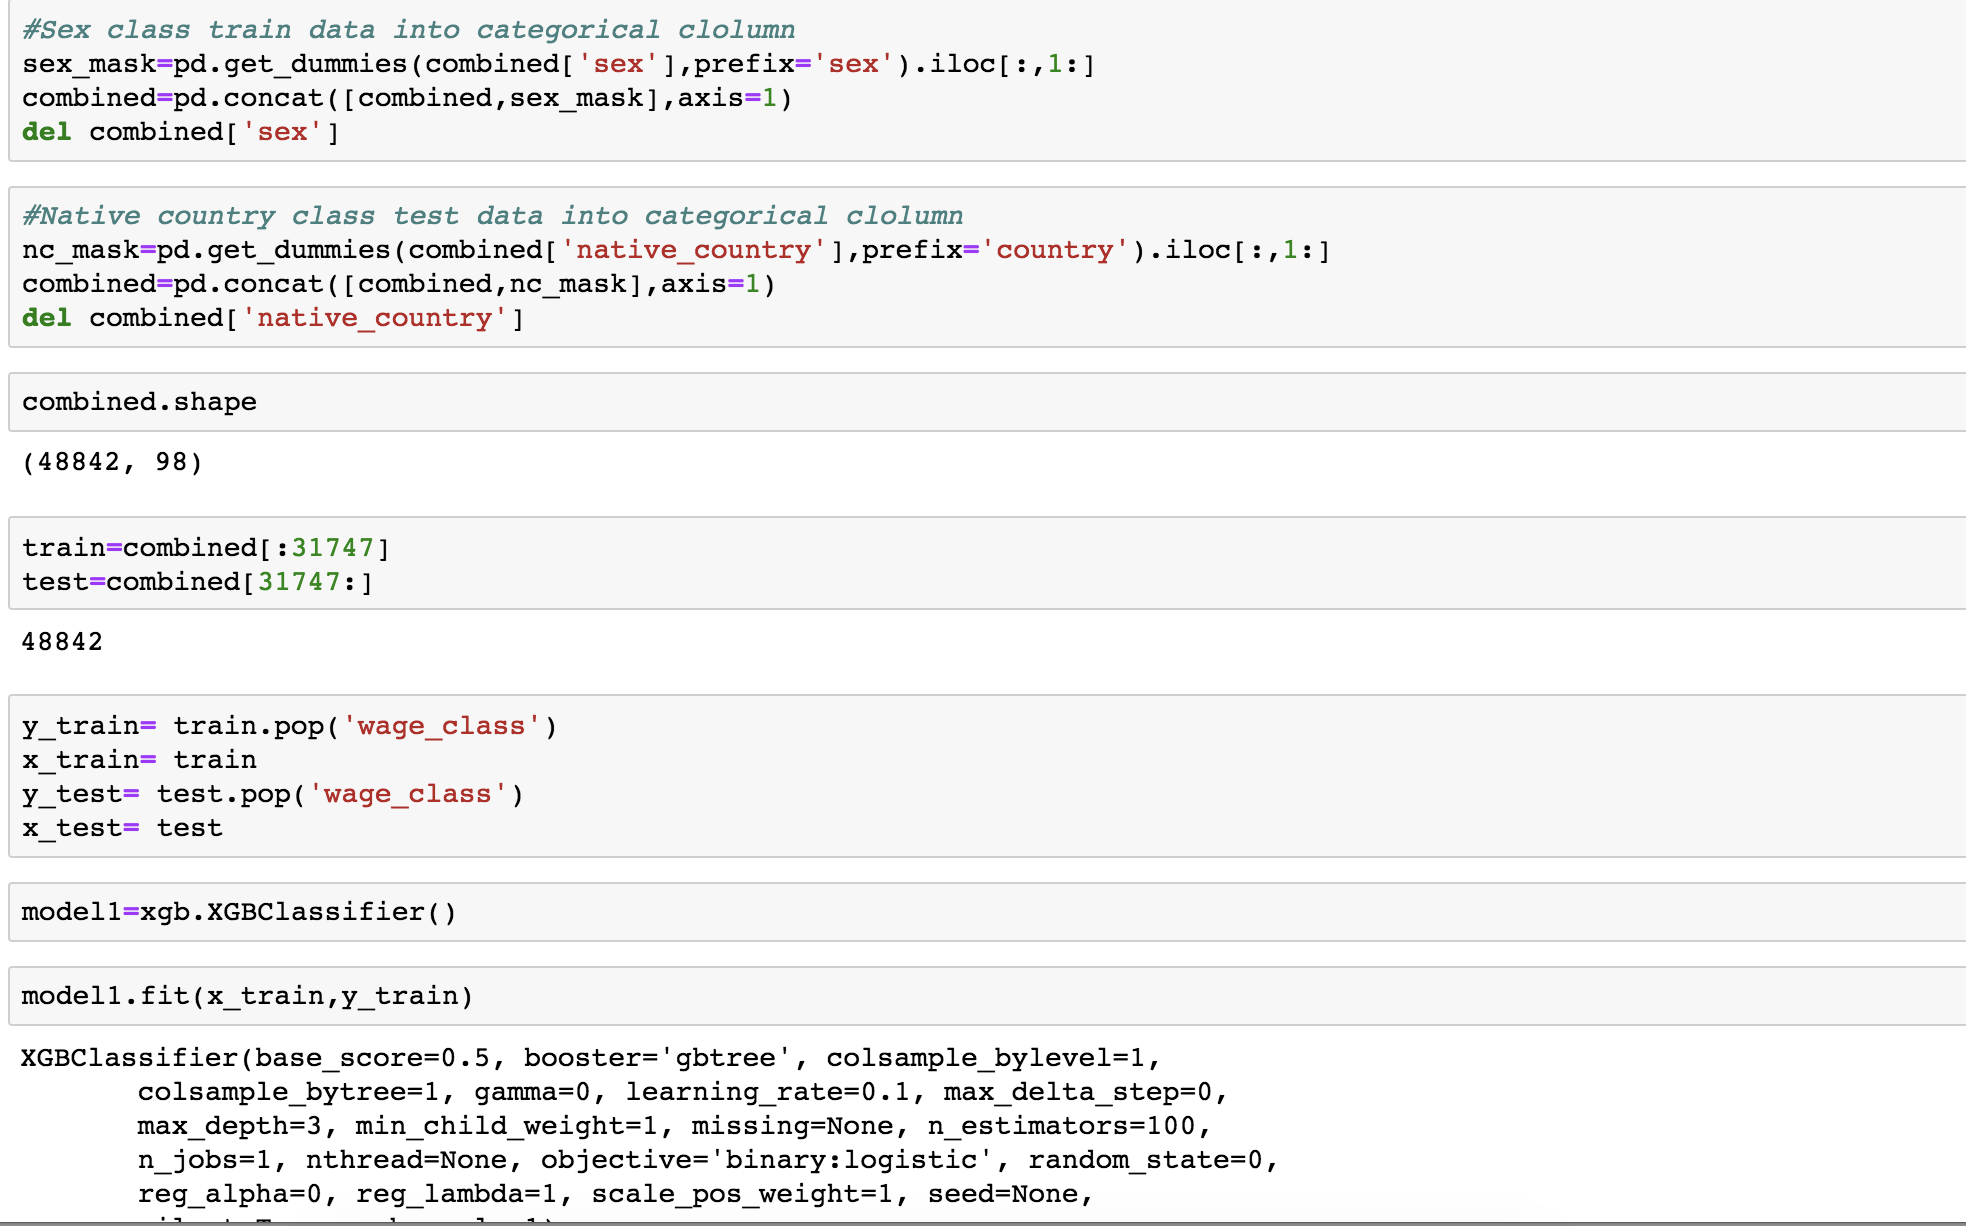 #Sex class train data into categorical clolumn
sex_mask=pd.get_dummies(combined['sex'],prefix='sex').iloc[:,1:]
combined=pd.concat([combined,sex_mask],axis=1)
del combined['sex']
#Native country class test data into categorical clolumn
nc_mask=pd.get_dummies(combined['native_country'],prefix='country').iloc[:,1:]
combined=pd.concat([combined,nc_mask],axis=1)
del combined['native_country']
combined.shape
(48842, 98)
train=combined[:31747]
test=combined[31747:]
48842
y_train= train.pop('wage_class')
x_train= train
y_test= test.pop('wage_class')
x_test= test
model1=xgb.XGBClassifier()
model1.fit(x_train,y_train)
XGBClassifier(base_score=0.5, booster='gbtree', colsample_bylevel=1,
colsample_bytree=1, gamma=0, learning_rate=0.1, max_delta_step=0,
max_depth=3, min_child_weight=1, missing=None, n_estimators=100,
n_jobs=1, nthread=None, objective='binary:logistic', random_state=0,
reg_alpha=0, reg_lambda=1, scale_pos_weight=1, seed=None,